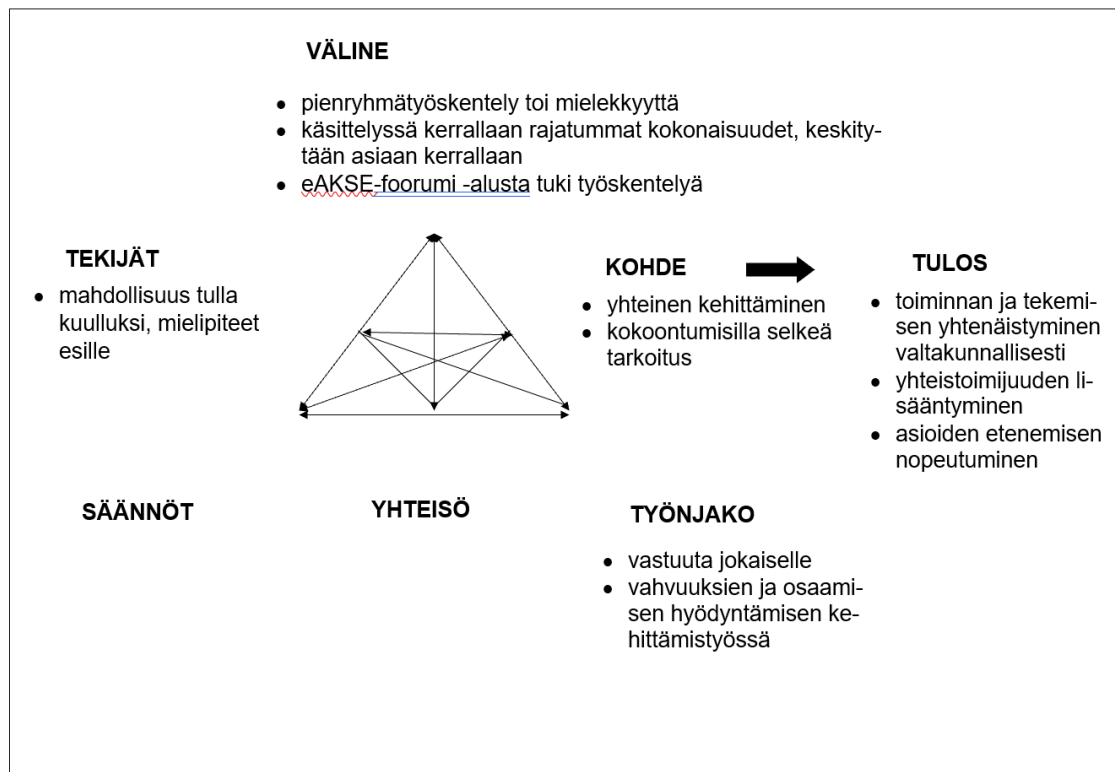 VÄLINE
• pienryhmätyöskentely toi mielekkyyttä
• käsittelyssä kerrallaan rajatummat kokonaisuudet, keskity-
tään asiaan kerrallaan
• eAKSE-foorumi -alusta tuki työskentelyä
TEKIJÄT
• mahdollisuus tulla
kuulluksi, mielipiteet
esille
KOHDE
• yhteinen kehittäminen
• kokoontumisilla selkeä
tarkoitus
TULOS
• toiminnan ja tekemi-
sen yhtenäistyminen
valtakunnallisesti
• yhteistoimijuuden li-
sääntyminen
• asioiden etenemisen
nopeutuminen
SÄÄNNÖT
YHTEISÖ
TYÖNJAKO
• vastuuta jokaiselle
• vahvuuksien ja osaami-
sen hyödyntämisen ke-
hittämistyössä